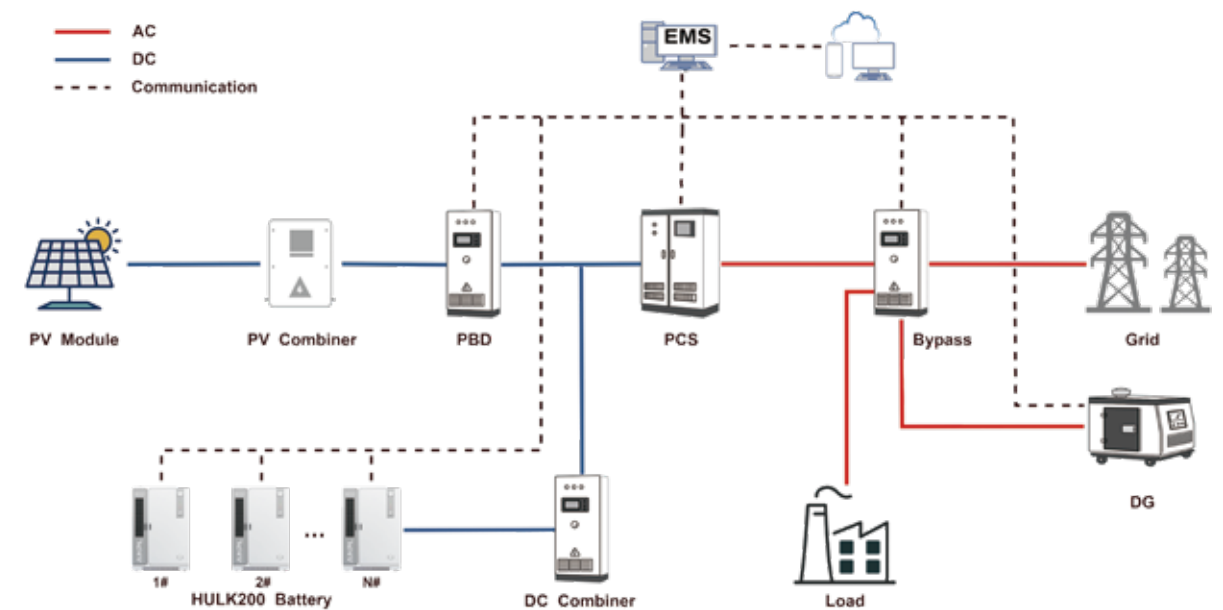 AC
DC
Communication
EMS
PV Module
PV Combiner
PBD
PCS
Bypass
Grid
DG
1#
2#
...
N#
HULK200 Battery
DC Combiner
Load